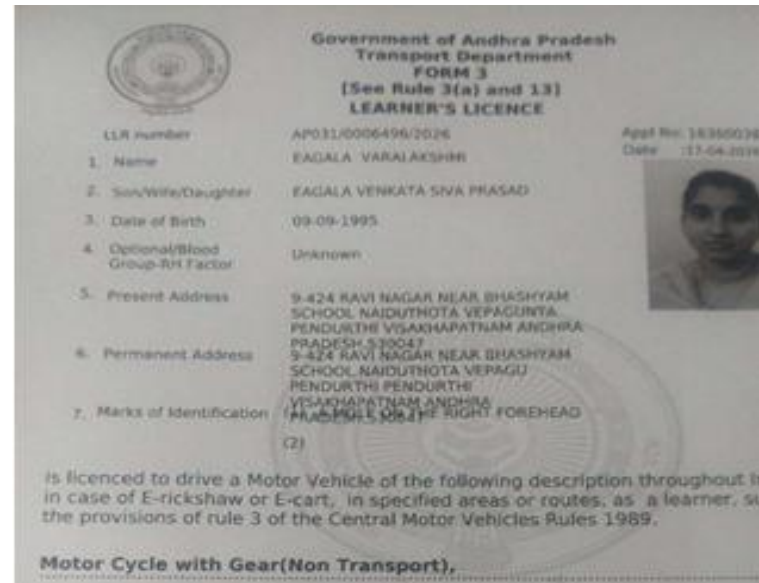 Government of Andhra Pradesh
Transport Department
FORM 3
[See Rule 3(a) and 13]
LEARNER'S LICENCE
LLR number AP031/0006496/2026 Appl No:
Date :17-04-2026
1. Name EAGALA VARALAKSHMI
2. Son/Wife/Daughter EAGALA VENKATA SIVA PRASAD
3. Date of Birth 09-09-1995
4. Optional/Blood Unknown
Group-RH Factor
5. Present Address 9-424 RAVI NAGAR NEAR BHASHYAM
SCHOOL NAIDUTHOTA VEPAGUNTA
PENDURTHI VISAKHAPATNAM ANDHRA
PRADESH 530047
6. Permanent Address 9-424 RAVI NAGAR NEAR BHASHYAM
SCHOOL NAIDUTHOTA VEPAGU
PENDURTHI PENDURTHI
VISAKHAPATNAM ANDHRA
PRADESH 530047
7. Marks of Identification (1) A MOLE ON THE RIGHT FOREHEAD
(2)
is licenced to drive a Motor Vehicle of the following description throughout
in case of E-rickshaw or E-cart, in specified areas or routes, as a learner,
the provisions of rule 3 of the Central Motor Vehicles Rules 1989.
Motor Cycle with Gear(Non Transport),